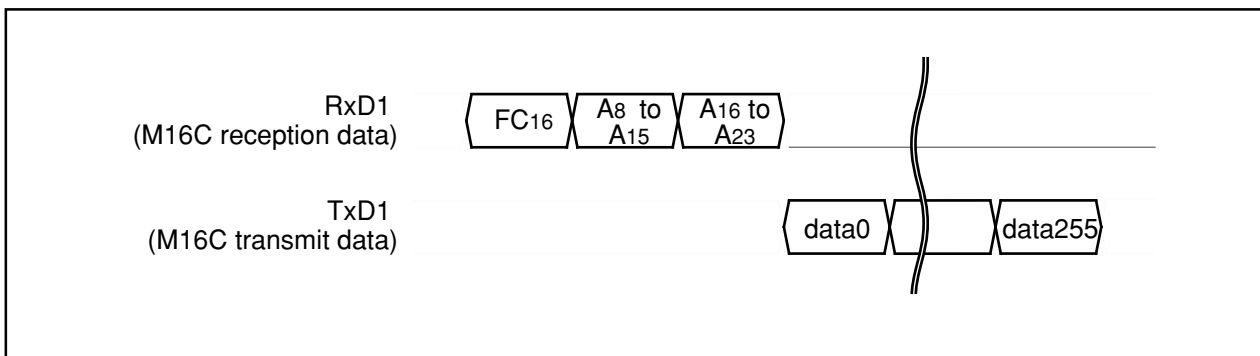 RxD1
(M16C reception data)
FC16
A8 to
A15
A16 to
A23
TxD1
(M16C transmit data)
data0
data255